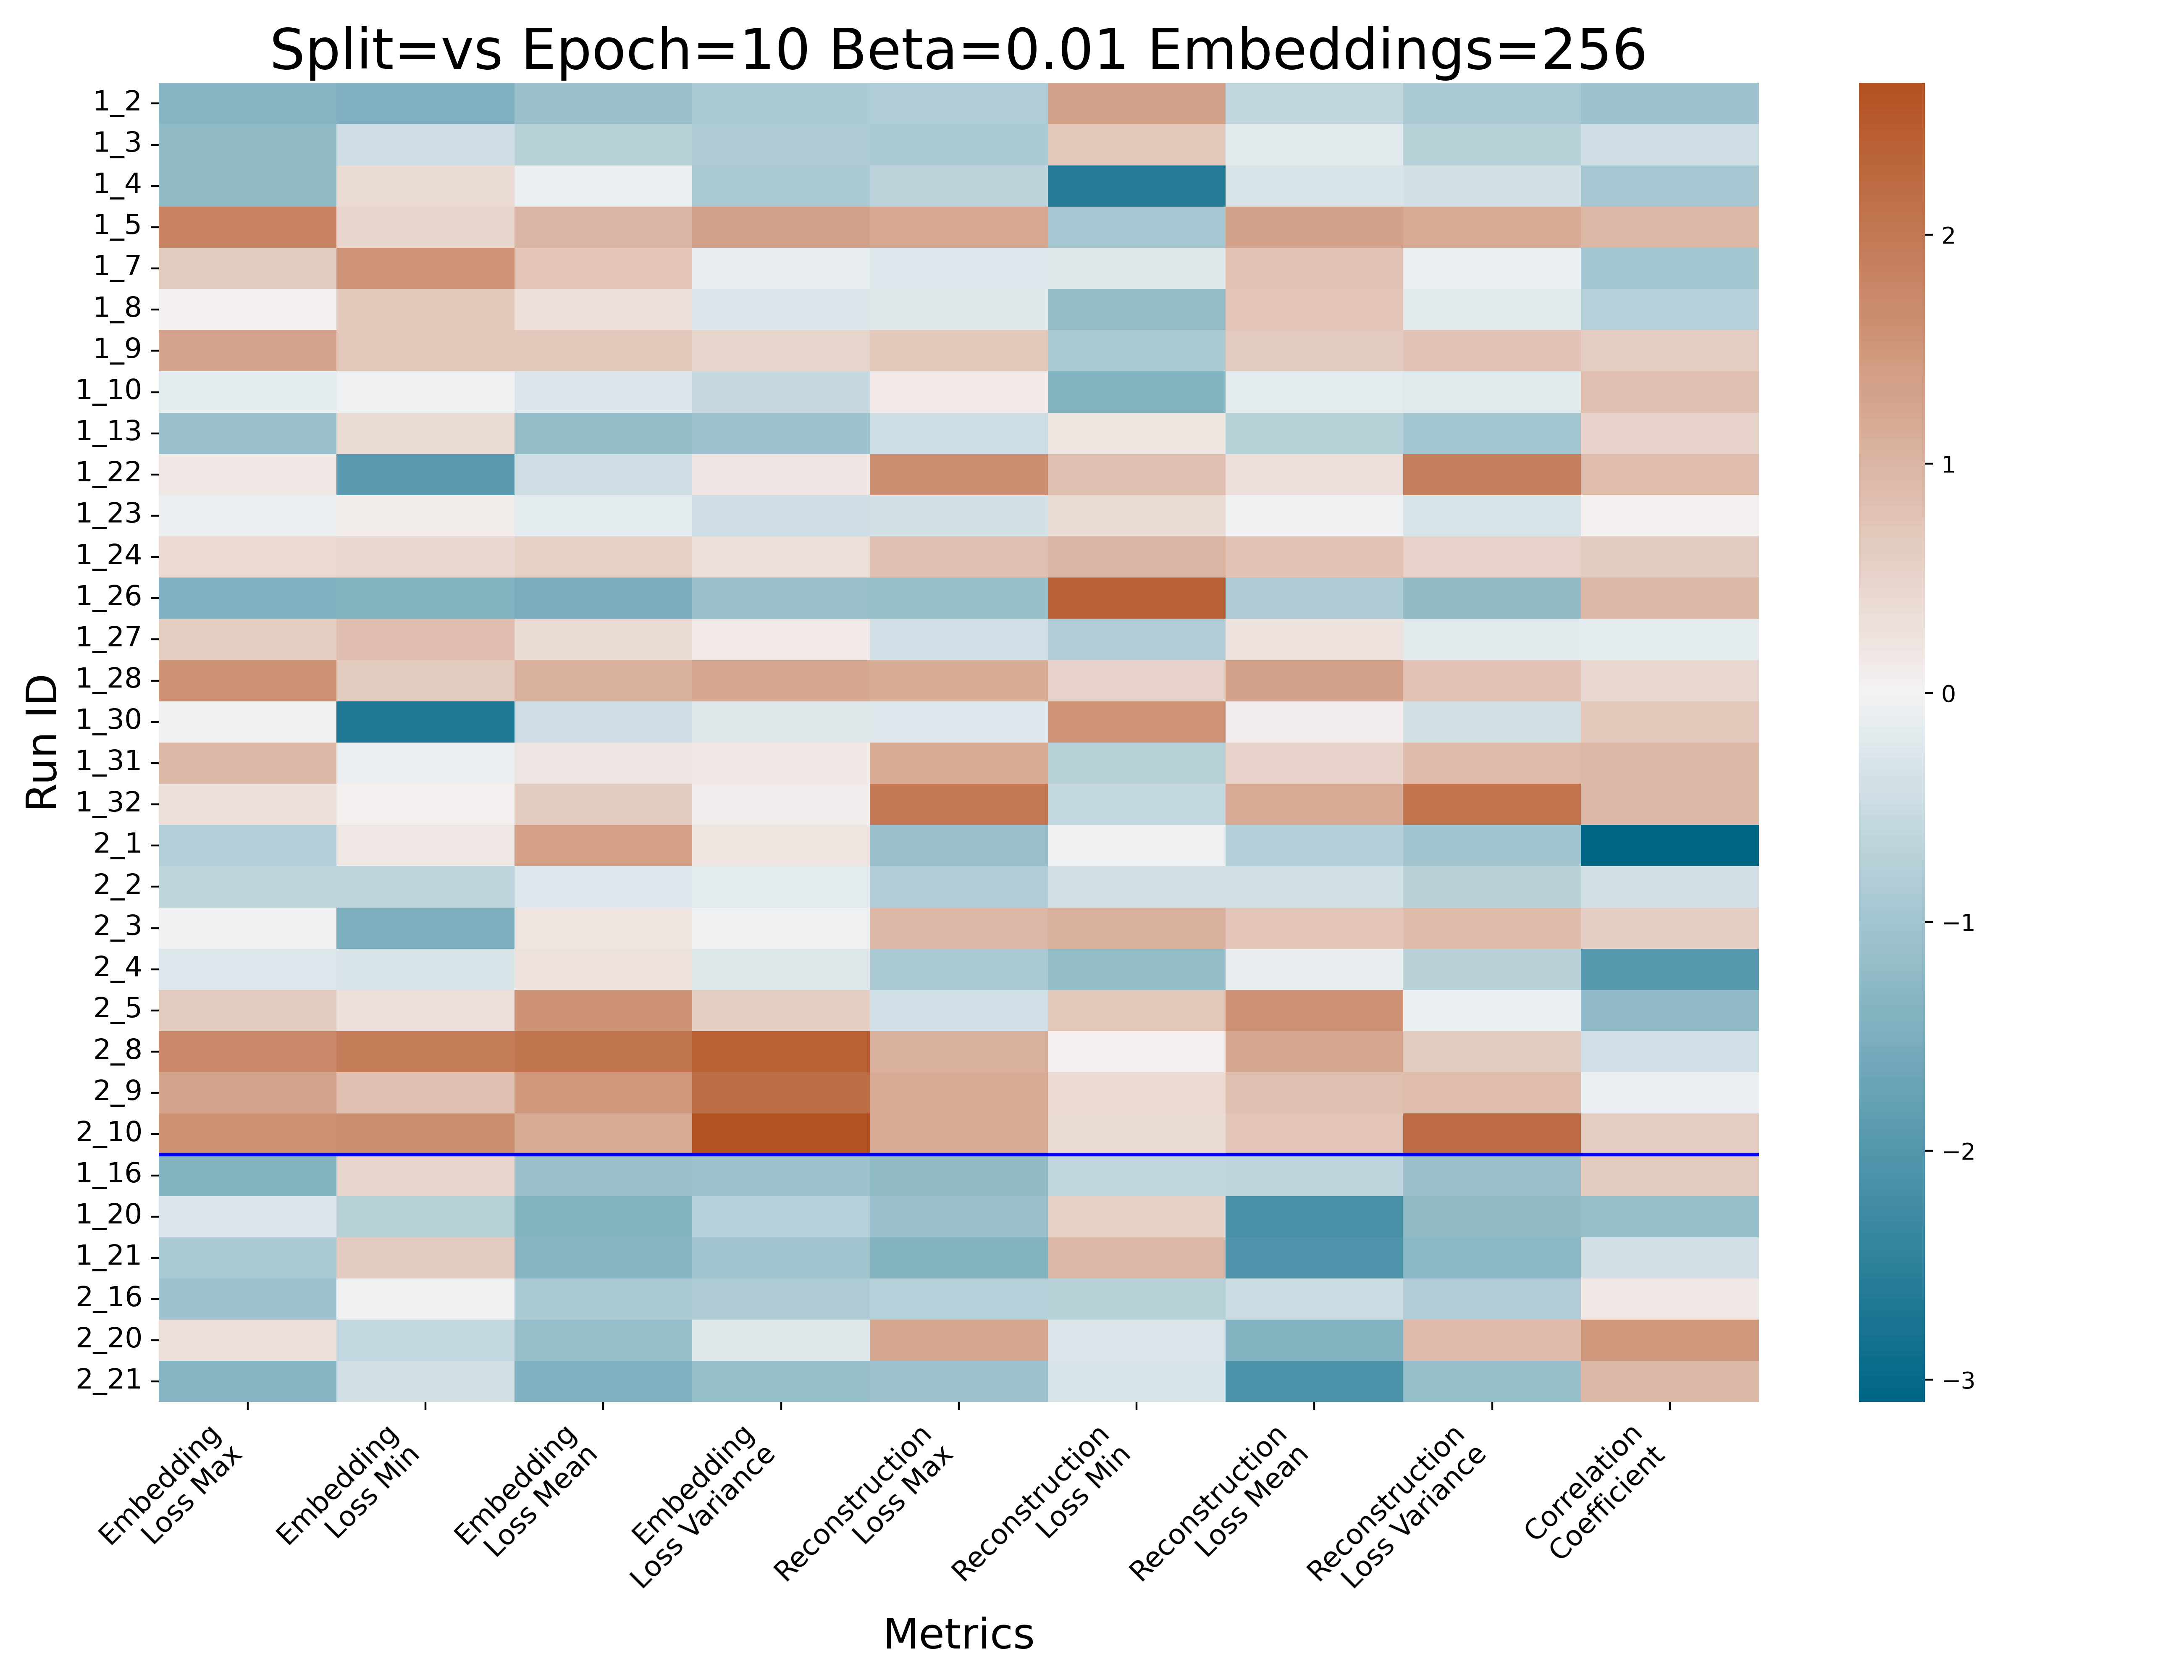 Split=vs Epoch=10 Beta=0.01 Embeddings=256
Run ID
1_2
1_3
1_4
1_5
1_7
1_8
1_9
1_10
1_13
1_22
1_23
1_24
1_26
1_27
1_28
1_30
1_31
1_32
2_1
2_2
2_3
2_4
2_5
2_8
2_9
2_10
1_16
1_20
1_21
2_16
2_20
2_21
2
1
0
−1
−2
−3
Embedding
Loss Max
Embedding
Loss Min
Embedding
Loss Mean
Embedding
Loss Variance
Reconstruction
Loss Max
Reconstruction
Loss Min
Reconstruction
Loss Mean
Reconstruction
Loss Variance
Correlation
Coefficient
Metrics